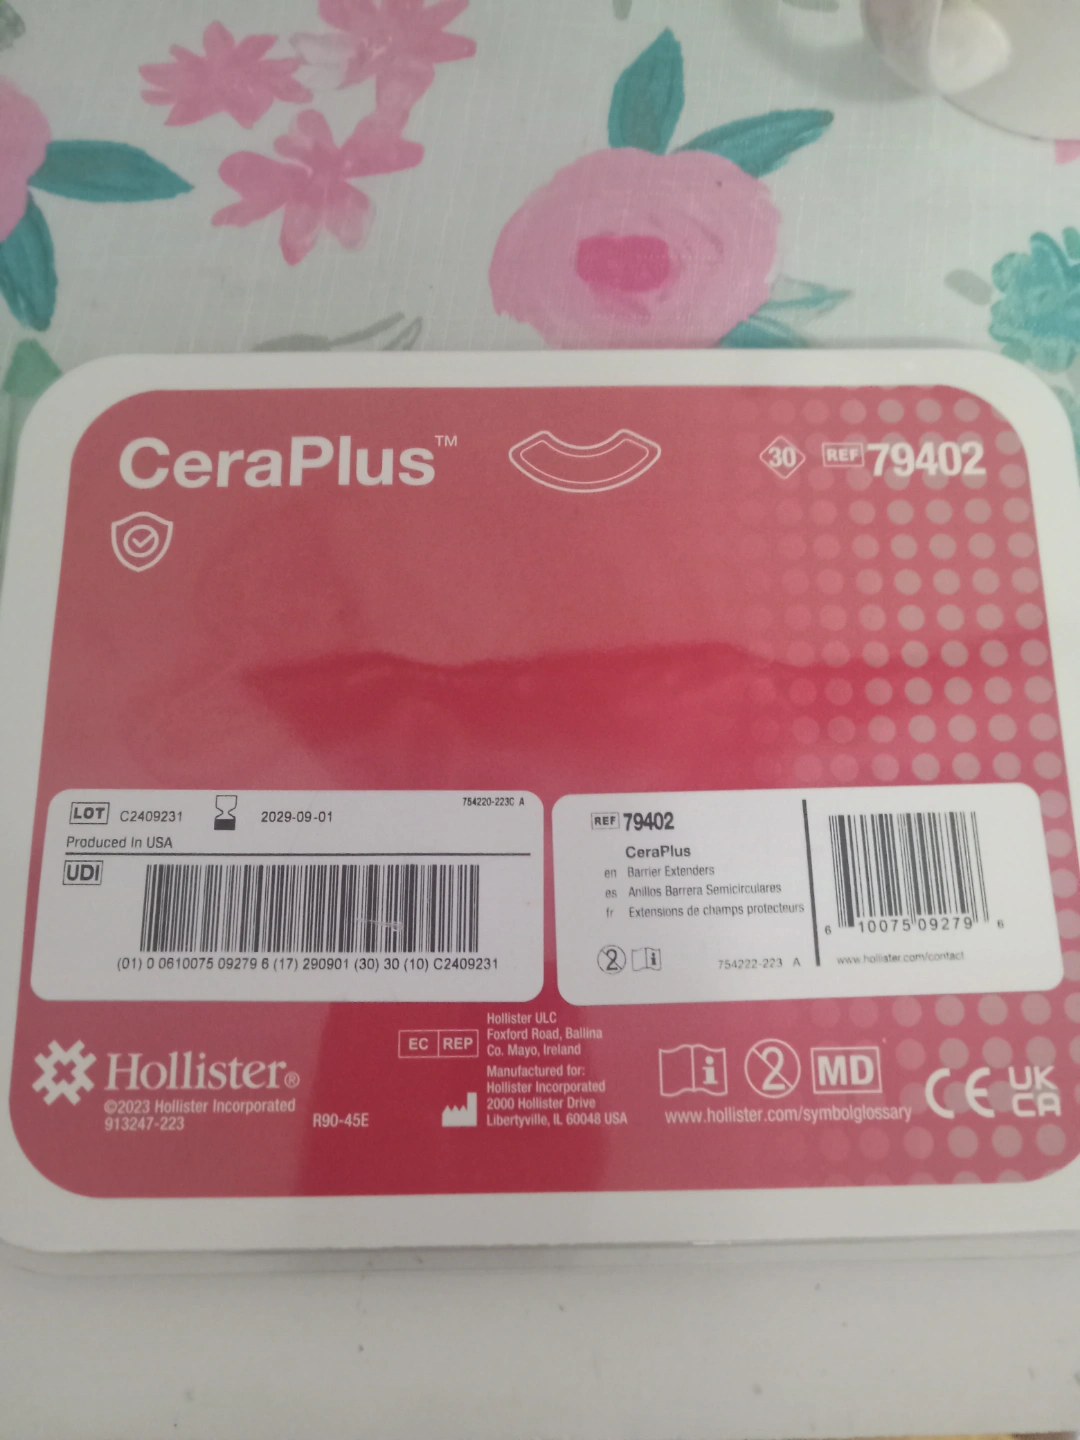 CeraPlus™
30 REF 79402
LOT C2409231 2029-09-01 754220-223C A
Produced In USA
UDI
(01) 0 0610075 09279 6 (17) 290901 (30) 30 (10) C2409231
REF 79402
CeraPlus
en Barrier Extenders
es Anillos Barrera Semicirculares
fr Extensions de champs protecteurs
2 i 754222-223 A
6 10075 09279 6
www.hollister.com/contact
Hollister®
©2023 Hollister Incorporated
913247-223
R90-45E
EC REP
Hollister ULC
Foxford Road, Ballina
Co. Mayo, Ireland
Manufactured for:
Hollister Incorporated
2000 Hollister Drive
Libertyville, IL 60048 USA
i 2 MD
www.hollister.com/symbolglossary
CE UK
CA